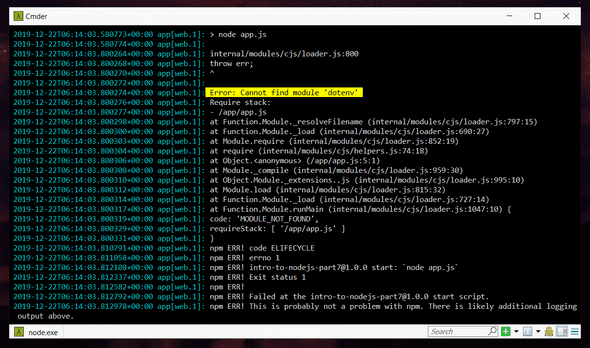 Cmder
2019-12-22T06:14:03.580773+00:00 app[web.1]: > node app.js
2019-12-22T06:14:03.580774+00:00 app[web.1]:
2019-12-22T06:14:03.800264+00:00 app[web.1]: internal/modules/cjs/loader.js:800
2019-12-22T06:14:03.800268+00:00 app[web.1]: throw err;
2019-12-22T06:14:03.800270+00:00 app[web.1]: ^
2019-12-22T06:14:03.800272+00:00 app[web.1]:
2019-12-22T06:14:03.800274+00:00 app[web.1]: Error: Cannot find module 'dotenv'
2019-12-22T06:14:03.800276+00:00 app[web.1]: Require stack:
2019-12-22T06:14:03.800277+00:00 app[web.1]: - /app/app.js
2019-12-22T06:14:03.800298+00:00 app[web.1]: at Function.Module._resolveFilename (internal/modules/cjs/loader.js:797:15)
2019-12-22T06:14:03.800300+00:00 app[web.1]: at Function.Module._load (internal/modules/cjs/loader.js:690:27)
2019-12-22T06:14:03.800303+00:00 app[web.1]: at Module.require (internal/modules/cjs/loader.js:852:19)
2019-12-22T06:14:03.800304+00:00 app[web.1]: at require (internal/modules/cjs/helpers.js:74:18)
2019-12-22T06:14:03.800306+00:00 app[web.1]: at Object.<anonymous> (/app/app.js:5:1)
2019-12-22T06:14:03.800308+00:00 app[web.1]: at Module._compile (internal/modules/cjs/loader.js:959:30)
2019-12-22T06:14:03.800310+00:00 app[web.1]: at Object.Module._extensions..js (internal/modules/cjs/loader.js:995:10)
2019-12-22T06:14:03.800312+00:00 app[web.1]: at Module.load (internal/modules/cjs/loader.js:815:32)
2019-12-22T06:14:03.800314+00:00 app[web.1]: at Function.Module._load (internal/modules/cjs/loader.js:727:14)
2019-12-22T06:14:03.800317+00:00 app[web.1]: at Function.Module.runMain (internal/modules/cjs/loader.js:1047:10) {
2019-12-22T06:14:03.800319+00:00 app[web.1]: code: 'MODULE_NOT_FOUND',
2019-12-22T06:14:03.800329+00:00 app[web.1]: requireStack: [ '/app/app.js' ]
2019-12-22T06:14:03.800331+00:00 app[web.1]: }
2019-12-22T06:14:03.810791+00:00 app[web.1]: npm ERR! code ELIFECYCLE
2019-12-22T06:14:03.811058+00:00 app[web.1]: npm ERR! errno 1
2019-12-22T06:14:03.812108+00:00 app[web.1]: npm ERR! intro-to-nodejs-part7@1.0.0 start: `node app.js`
2019-12-22T06:14:03.812337+00:00 app[web.1]: npm ERR! Exit status 1
2019-12-22T06:14:03.812582+00:00 app[web.1]: npm ERR!
2019-12-22T06:14:03.812792+00:00 app[web.1]: npm ERR! Failed at the intro-to-nodejs-part7@1.0.0 start script.
2019-12-22T06:14:03.812978+00:00 app[web.1]: npm ERR! This is probably not a problem with npm. There is likely additional logging
output above.
node.exe
Search